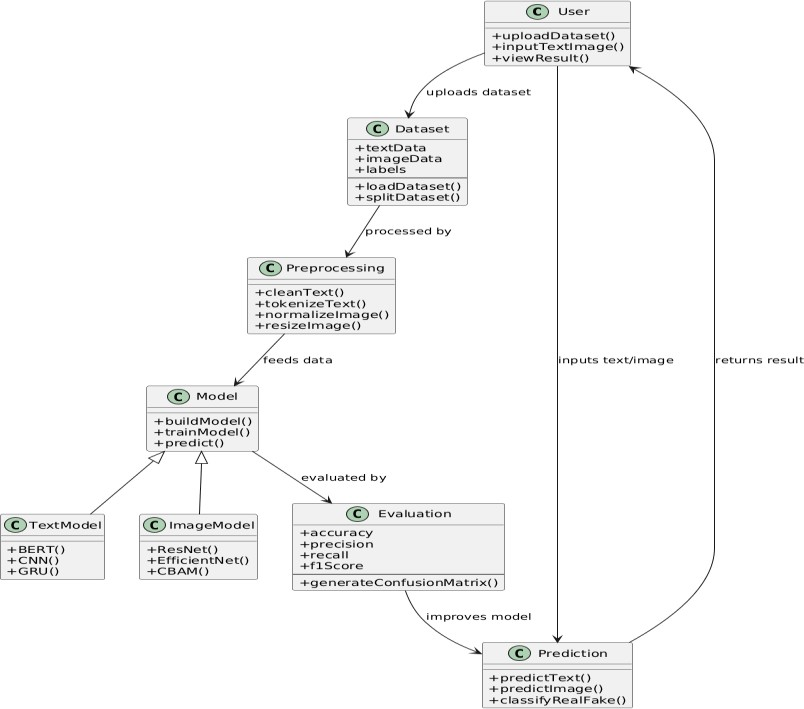 C User
+uploadDataset()
+inputTextImage()
+viewResult()
uploads dataset
C Dataset
+textData
+imageData
+labels
+loadDataset()
+splitDataset()
processed by
C Preprocessing
+cleanText()
+tokenizeText()
+normalizeImage()
+resizeImage()
feeds data
inputs text/image
returns result
C Model
+buildModel()
+trainModel()
+predict()
evaluated by
C TextModel
+BERT()
+CNN()
+GRU()
C ImageModel
+ResNet()
+EfficientNet()
+CBAM()
C Evaluation
+accuracy
+precision
+recall
+f1Score
+generateConfusionMatrix()
improves model
C Prediction
+predictText()
+predictImage()
+classifyRealFake()